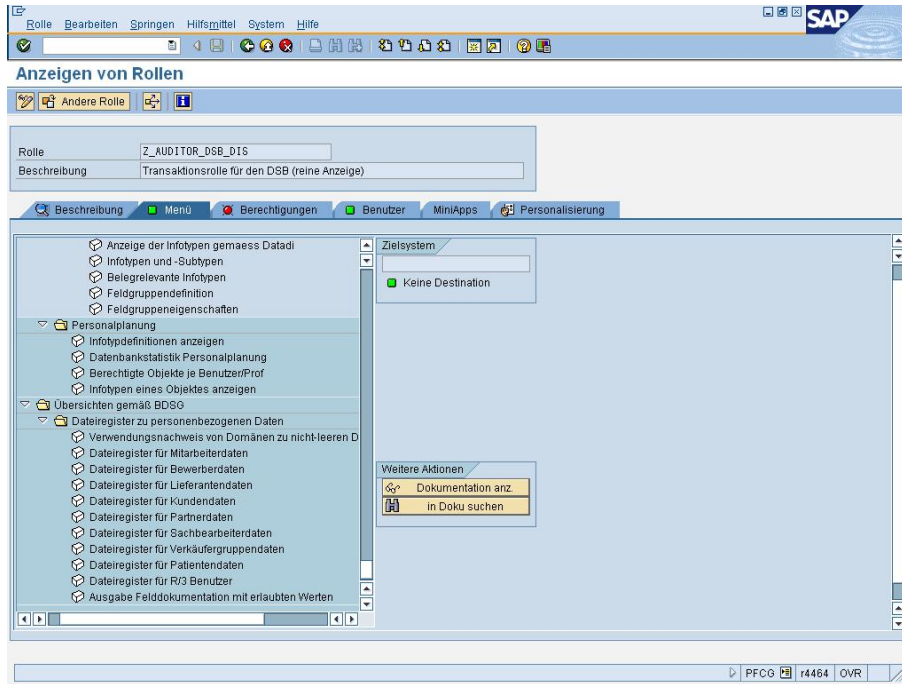 Rolle Bearbeiten Springen Hilfsmittel System Hilfe
SAP
Anzeigen von Rollen
Andere Rolle
Rolle Z_AUDITOR_DSB_DIS
Beschreibung Transaktionsrolle für den DSB (reine Anzeige)
Beschreibung Menü Berechtigungen Benutzer MiniApps Personalisierung
Anzeige der Infotypen gemaess Datadi
Infotypen und -Subtypen
Belegrelevante Infotypen
Feldgruppendefinition
Feldgruppeneigenschaften
Personalplanung
Infotypdefinitionen anzeigen
Datenbankstatistik Personalplanung
Berechtigte Objekte je Benutzer/Prof
Infotypen eines Objektes anzeigen
Übersichten gemäß BDSG
Dateiregister zu personenbezogenen Daten
Verwendungsnachweis von Domänen zu nicht-leeren D
Dateiregister für Mitarbeiterdaten
Dateiregister für Bewerberdaten
Dateiregister für Lieferantendaten
Dateiregister für Kundendaten
Dateiregister für Partnerdaten
Dateiregister für Sachbearbeiterdaten
Dateiregister für Verkäufergruppendaten
Dateiregister für Patientendaten
Dateiregister für R/3 Benutzer
Ausgabe Felddokumentation mit erlaubten Werten
Zielsystem
Keine Destination
Weitere Aktionen
Dokumentation anz.
in Doku suchen
PFCG r4464 OVR